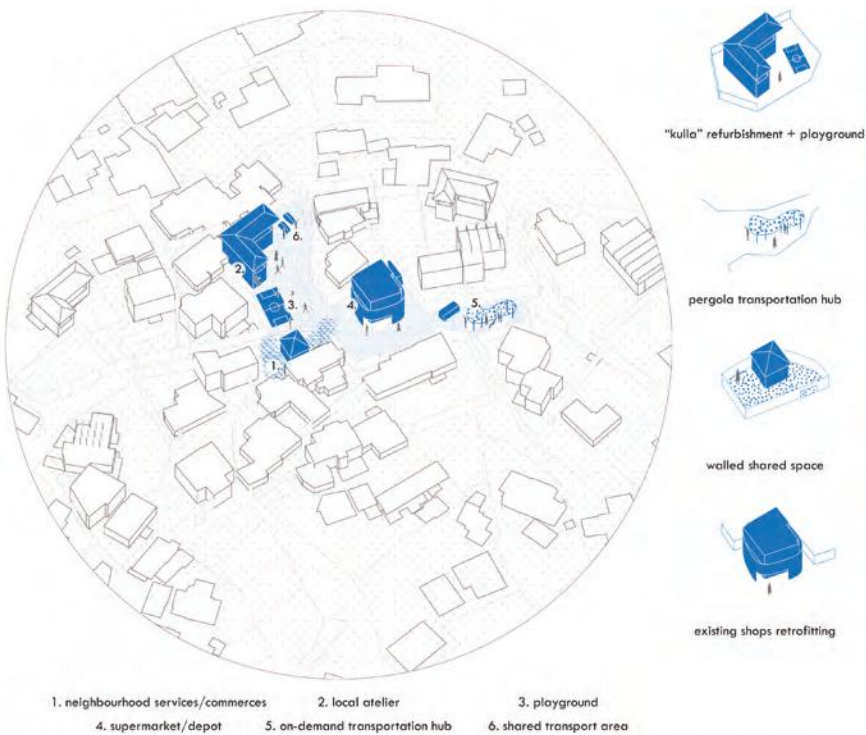 "kulla" refurbishment + playground
6.
2.
3.
4.
5.
1.
pergola transportation hub
walled shared space
existing shops retrofitting
1. neighbourhood services/commerces 2. local atelier 3. playground
4. supermarket/depot 5. on-demand transportation hub 6. shared transport area